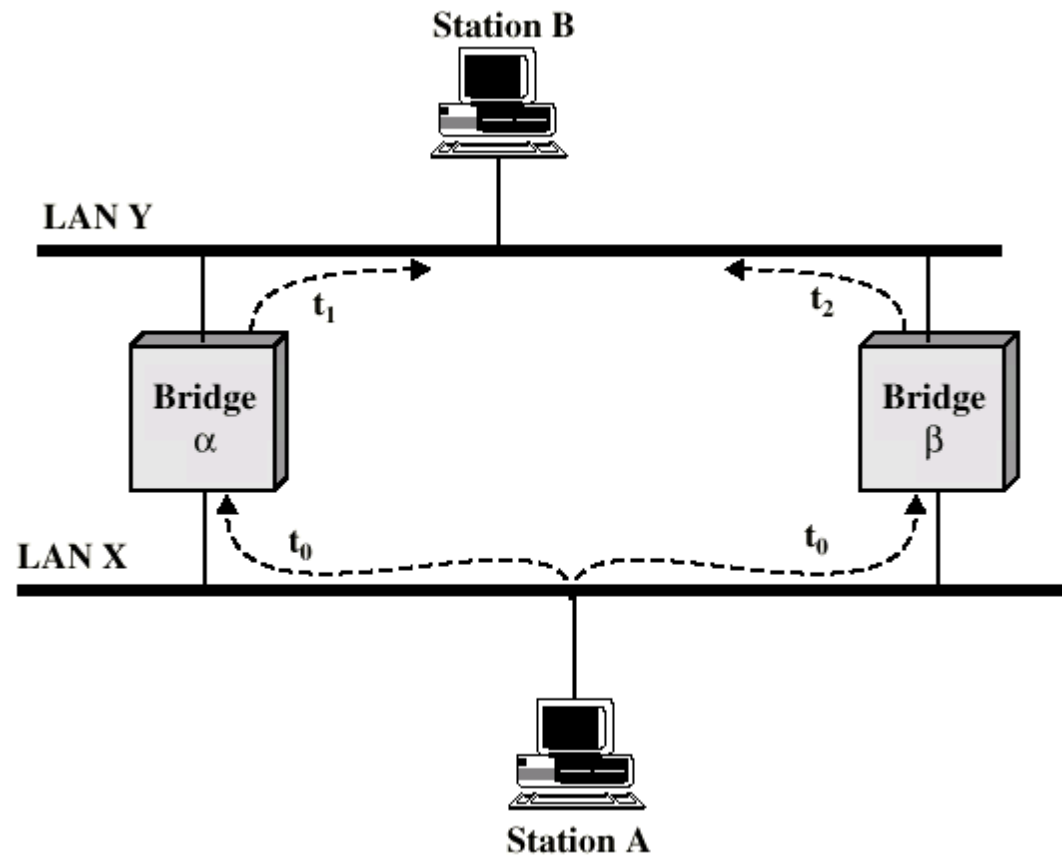 Station B
LAN Y
t₁
t₂
Bridge
α
Bridge
β
t₀
t₀
LAN X
Station A